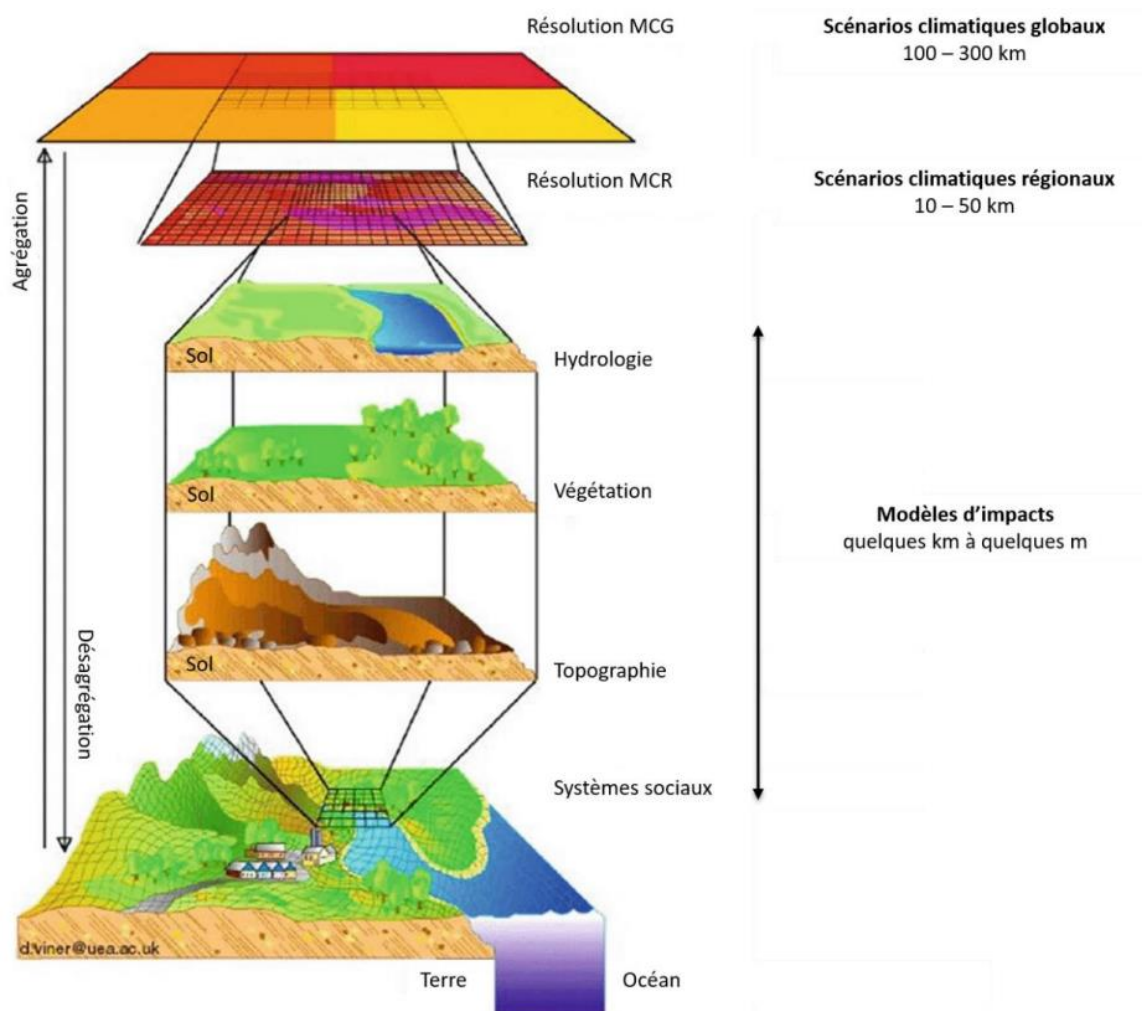 Résolution MCG
Scénarios climatiques globaux
100 – 300 km
Résolution MCR
Scénarios climatiques régionaux
10 – 50 km
Agrégation
Désagrégation
Sol
Hydrologie
Sol
Végétation
Modèles d’impacts
quelques km à quelques m
Sol
Topographie
Systèmes sociaux
d.viner@uea.ac.uk
Terre
Océan